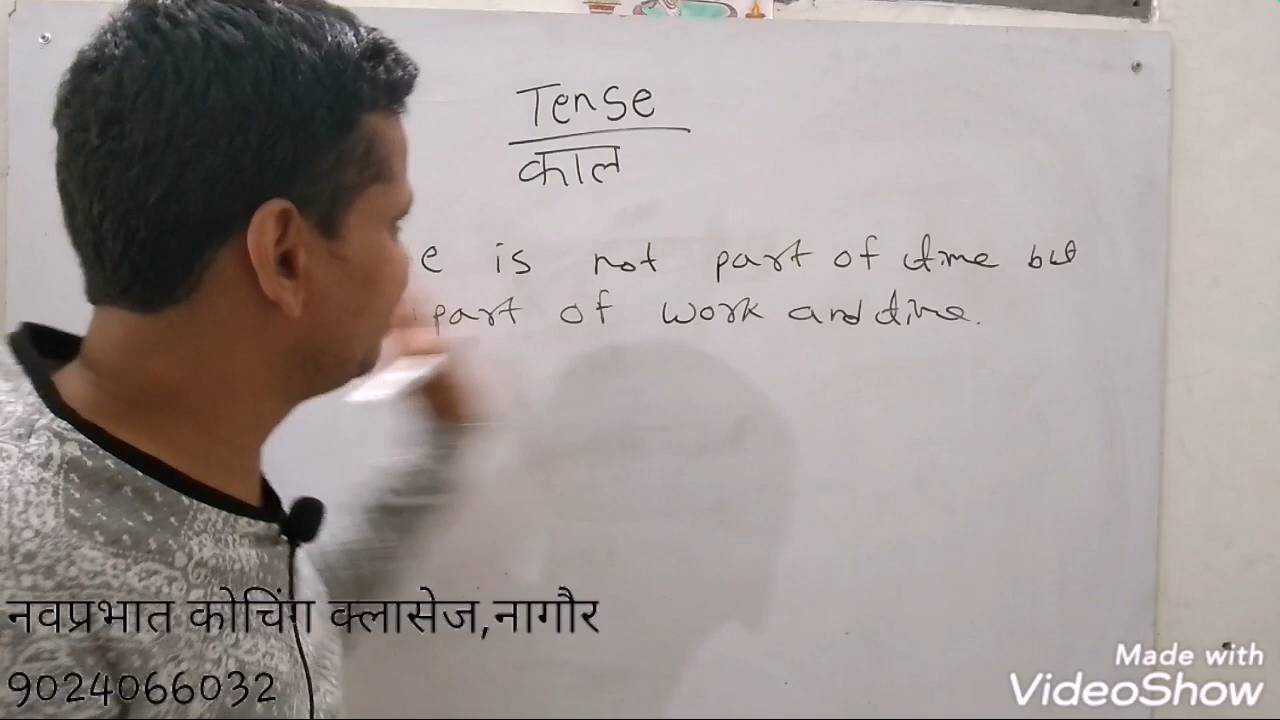 Tense
काल
e is not part of time but
part of work and time.
नवप्रभात कोचिंग क्लासेज,नागौर
9024066032
Made with
VideoShow